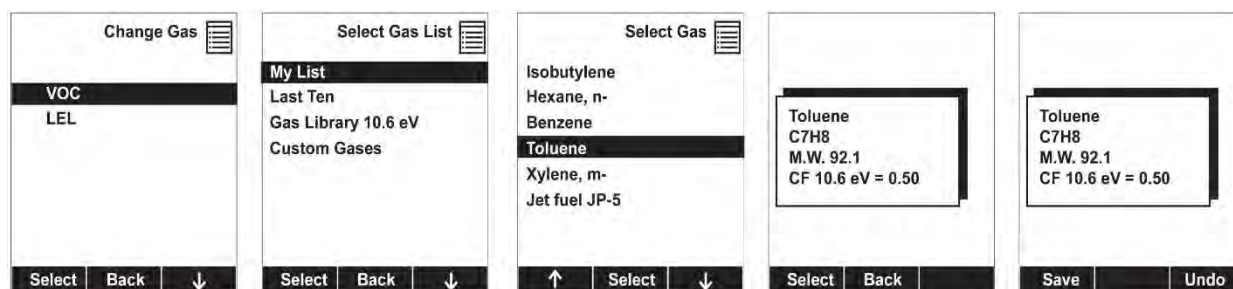 Change Gas
VOC
LEL
Select Back ↓
Select Gas List
My List
Last Ten
Gas Library 10.6 eV
Custom Gases
Select Back ↓
Select Gas
Isobutylene
Hexane, n-
Benzene
Toluene
Xylene, m-
Jet fuel JP-5
↑ Select ↓
Toluene
C7H8
M.W. 92.1
CF 10.6 eV = 0.50
Select Back
Toluene
C7H8
M.W. 92.1
CF 10.6 eV = 0.50
Save Undo